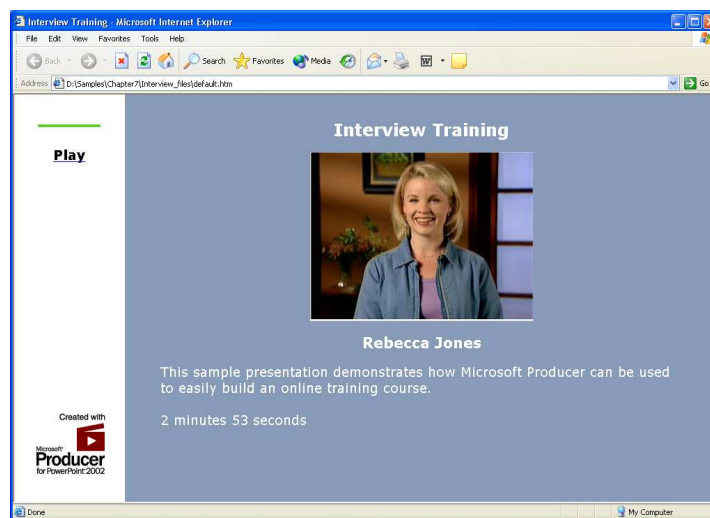 Interview Training - Microsoft Internet Explorer
File Edit View Favorites Tools Help
Back Search Favorites Media
Address D:\Samples\Chapter7\Interview_files\default.htm Go
Play
Interview Training
Rebecca Jones
This sample presentation demonstrates how Microsoft Producer can be used
to easily build an online training course.
2 minutes 53 seconds
Created with
Microsoft
Producer
for PowerPoint 2002
Done My Computer